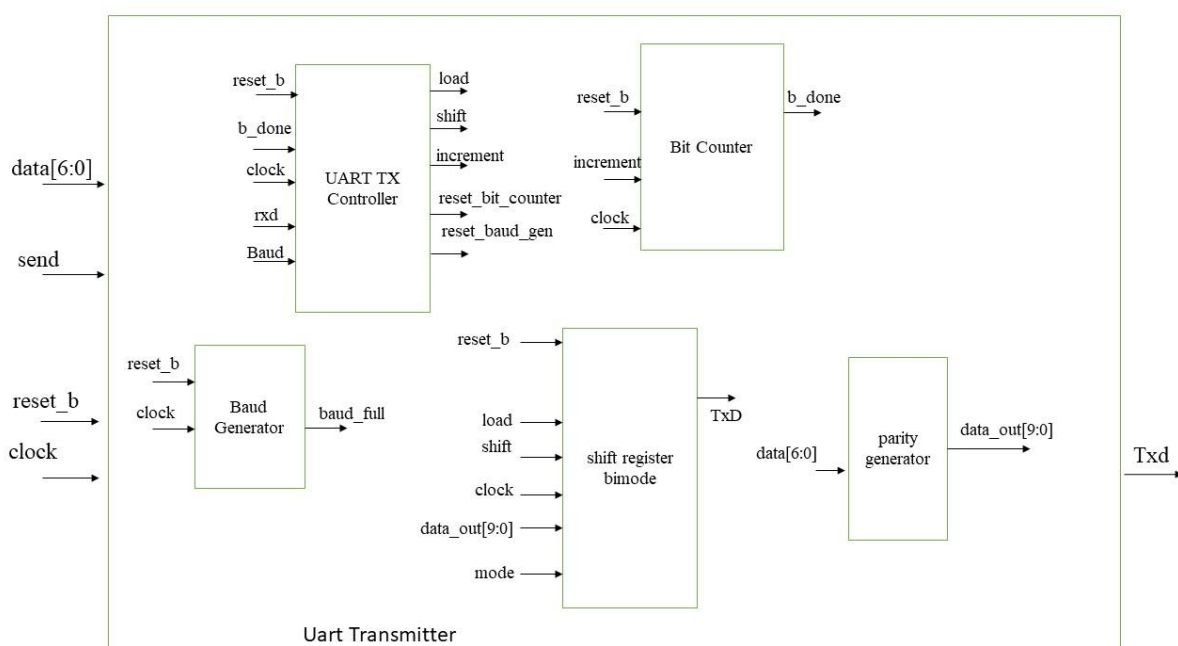 data[6:0]
send
reset_b
clock
reset_b
b_done
clock
rxd
Baud
UART TX
Controller
load
shift
increment
reset_bit_counter
reset_baud_gen
reset_b
increment
clock
Bit Counter
b_done
reset_b
clock
Baud
Generator
baud_full
reset_b
load
shift
clock
data_out[9:0]
mode
shift register
bimode
TxD
data[6:0]
parity
generator
data_out[9:0]
Txd
Uart Transmitter